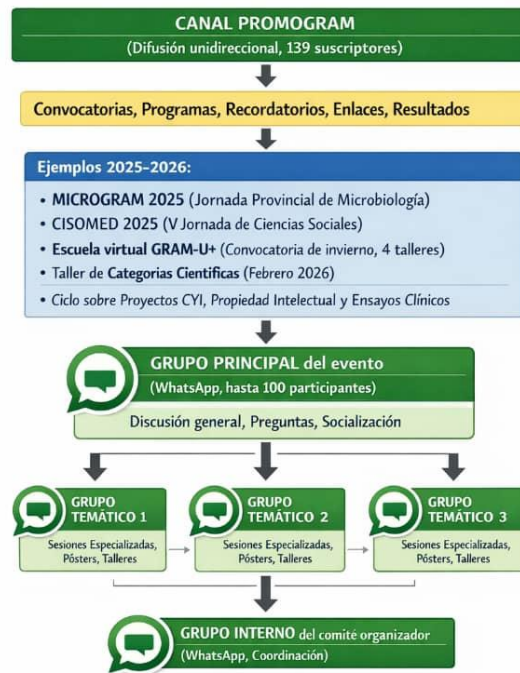 CANAL PROMOGRAM
(Difusión unidireccional, 139 suscriptores)
Convocatorias, Programas, Recordatorios, Enlaces, Resultados
Ejemplos 2025-2026:
• MICROGRAM 2025 (Jornada Provincial de Microbiología)
• CISOMED 2025 (V Jornada de Ciencias Sociales)
• Escuela virtual GRAM-U+ (Convocatoria de invierno, 4 talleres)
• Taller de Categorias Cientificas (Febrero 2026)
• Ciclo sobre Proyectos CYI, Propiedad Intelectual y Ensayos Clínicos
GRUPO PRINCIPAL del evento
(WhatsApp, hasta 100 participantes)
Discusión general, Preguntas, Socialización
GRUPO
TEMÁTICO 1
Sesiones Especializadas,
Pósters, Talleres
GRUPO
TEMÁTICO 2
Sesiones Especializadas,
Pósters, Talleres
GRUPO
TEMÁTICO 3
Sesiones Especializadas,
Pósters, Talleres
GRUPO INTERNO del comité organizador
(WhatsApp, Coordinación)